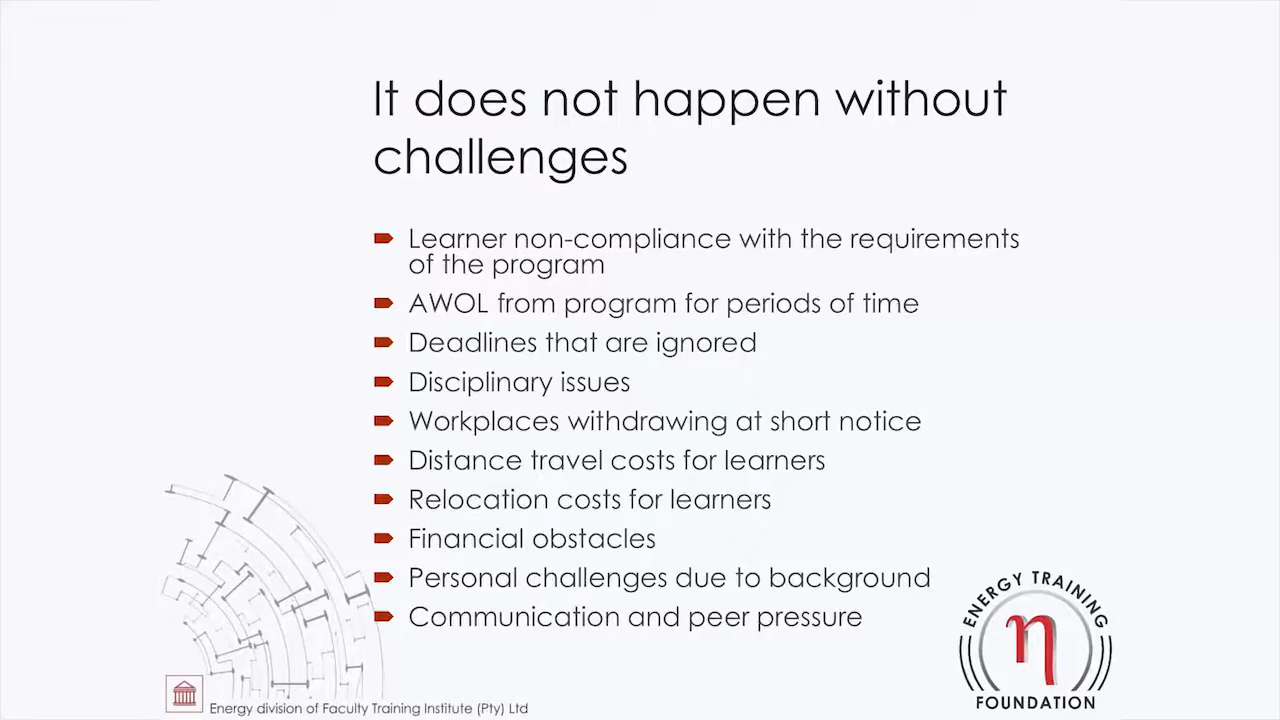 It does not happen without
challenges
Learner non-compliance with the requirements
of the program
AWOL from program for periods of time
Deadlines that are ignored
Disciplinary issues
Workplaces withdrawing at short notice
Distance travel costs for learners
Relocation costs for learners
Financial obstacles
Personal challenges due to background
Communication and peer pressure
ENERGY TRAINING
η
FOUNDATION
Energy division of Faculty Training Institute (Pty) Ltd